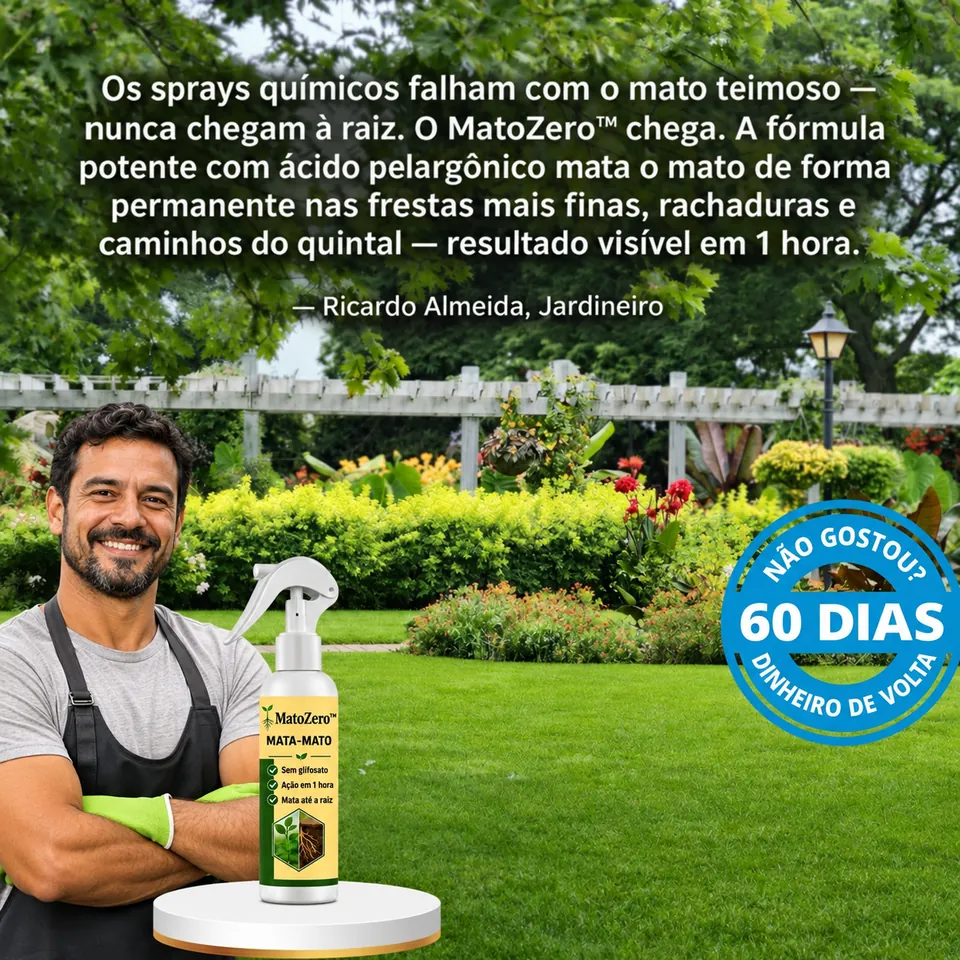 Os sprays químicos falham com o mato teimoso —
nunca chegam à raiz. O MatoZero™ chega. A fórmula
potente com ácido pelargônico mata o mato de forma
permanente nas frestas mais finas, rachaduras e
caminhos do quintal — resultado visível em 1 hora.
— Ricardo Almeida, Jardineiro
NÃO GOSTOU?
60 DIAS
DINHEIRO DE VOLTA
MatoZero™
MATA-MATO
Sem glifosato
Ação em 1 hora
Mata até a raiz